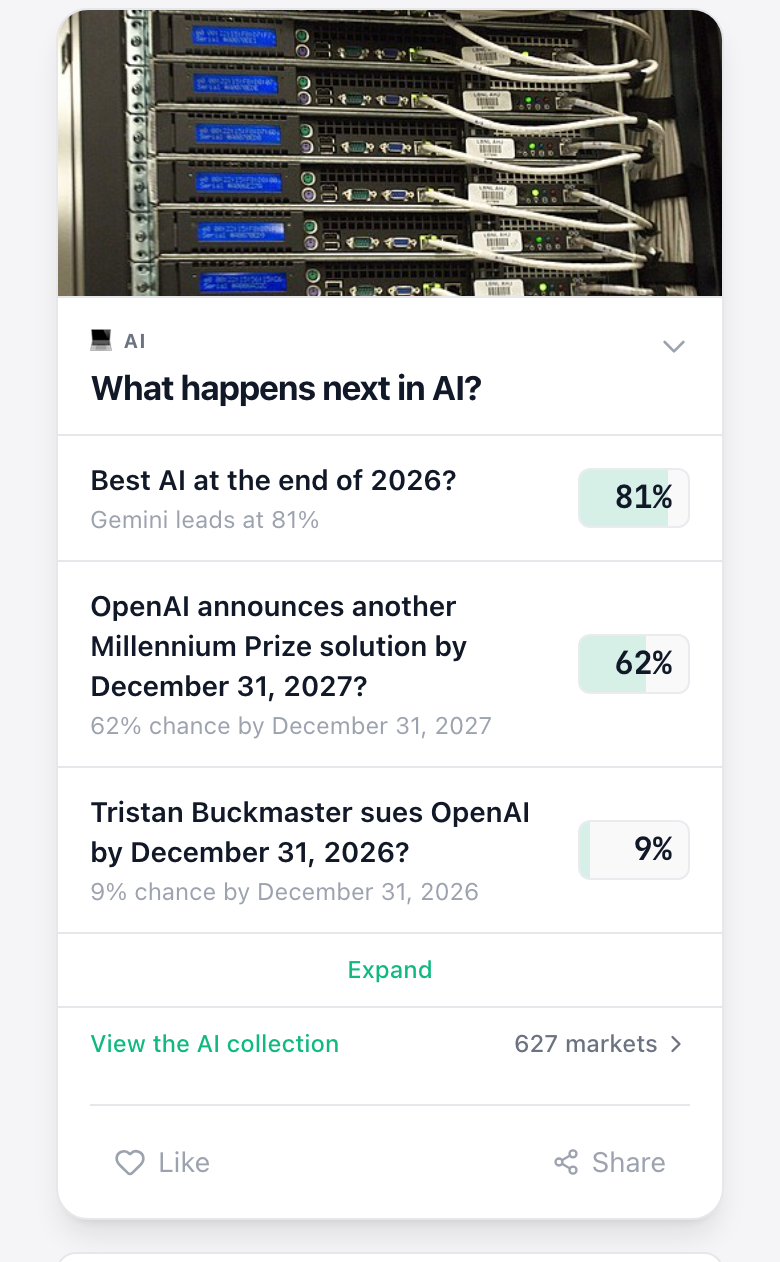 AI
What happens next in AI?
Best AI at the end of 2026?
Gemini leads at 81%
81%
OpenAI announces another
Millennium Prize solution by
December 31, 2027?
62% chance by December 31, 2027
62%
Tristan Buckmaster sues OpenAI
by December 31, 2026?
9% chance by December 31, 2026
9%
Expand
View the AI collection
627 markets
Like
Share